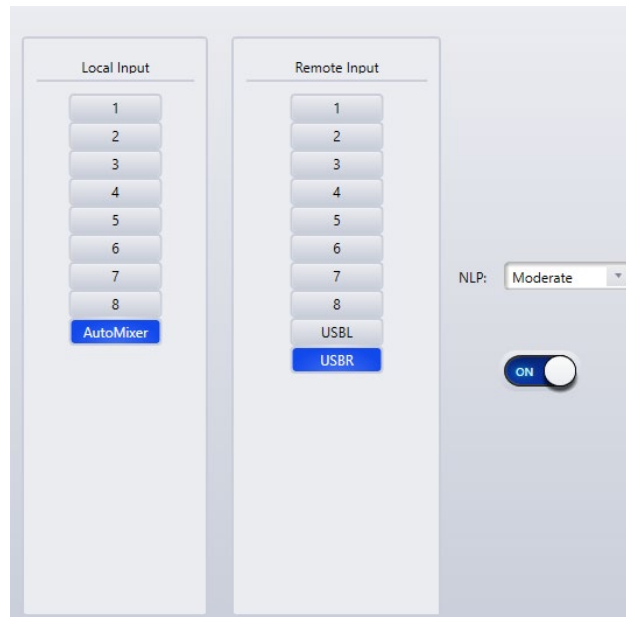 Local Input
1
2
3
4
5
6
7
8
AutoMixer
Remote Input
1
2
3
4
5
6
7
8
USBL
USBR
NLP: Moderate
ON